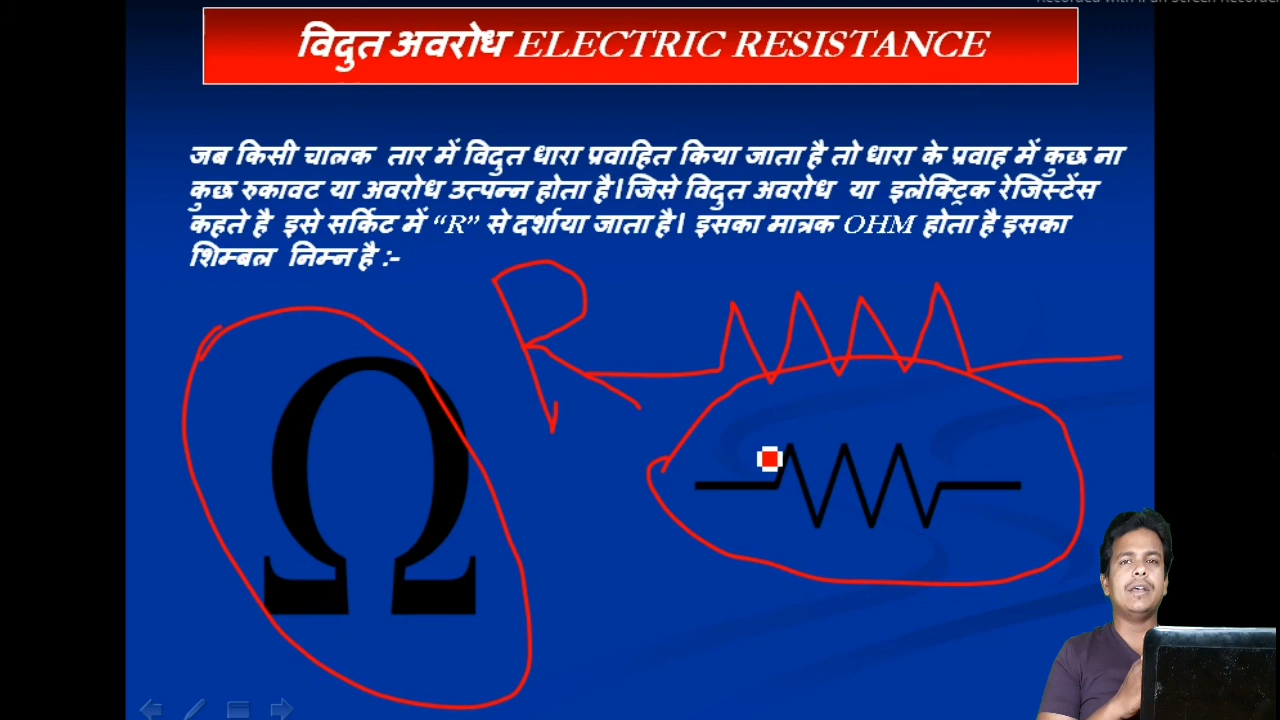 विदुत अवरोध ELECTRIC RESISTANCE
जब किसी चालक तार में विदुत धारा प्रवाहित किया जाता है तो धारा के प्रवाह में कुछ ना
कुछ रुकावट या अवरोध उत्पन्न होता है।जिसे विदुत अवरोध या इलेक्ट्रिक रेजिस्टेंस
कहते है इसे सर्किट में “R” से दर्शाया जाता है। इसका मात्रक OHM होता है इसका
शिम्बल निम्न है :-
R
Ω